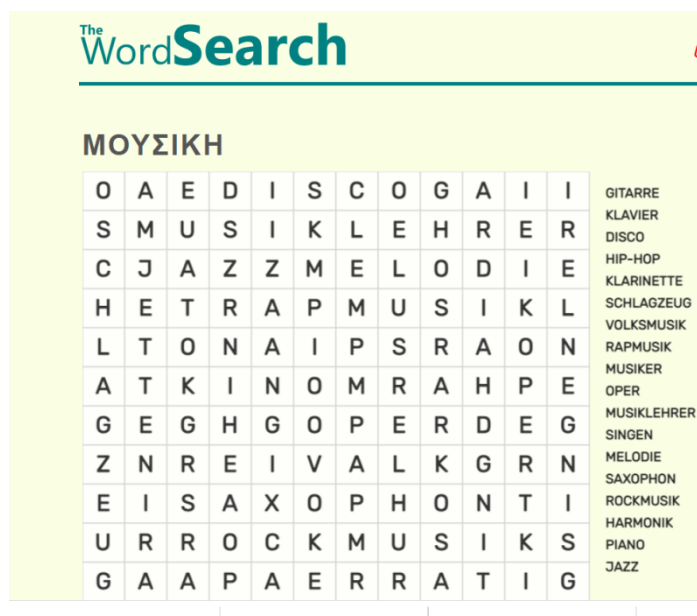 The
WordSearch
ΜΟΥΣΙΚΗ
O A E D I S C O G A I I
S M U S I K L E H R E R
C J A Z Z M E L O D I E
H E T R A P M U S I K L
L T O N A I P S R A O N
A T K I N O M R A H P E
G E G H G O P E R D E G
Z N R E I V A L K G R N
E I S A X O P H O N T I
U R R O C K M U S I K S
G A A P A E R R A T I G
GITARRE
KLAVIER
DISCO
HIP-HOP
KLARINETTE
SCHLAGZEUG
VOLKSMUSIK
RAPMUSIK
MUSIKER
OPER
MUSIKLEHRER
SINGEN
MELODIE
SAXOPHON
ROCKMUSIK
HARMONIK
PIANO
JAZZ